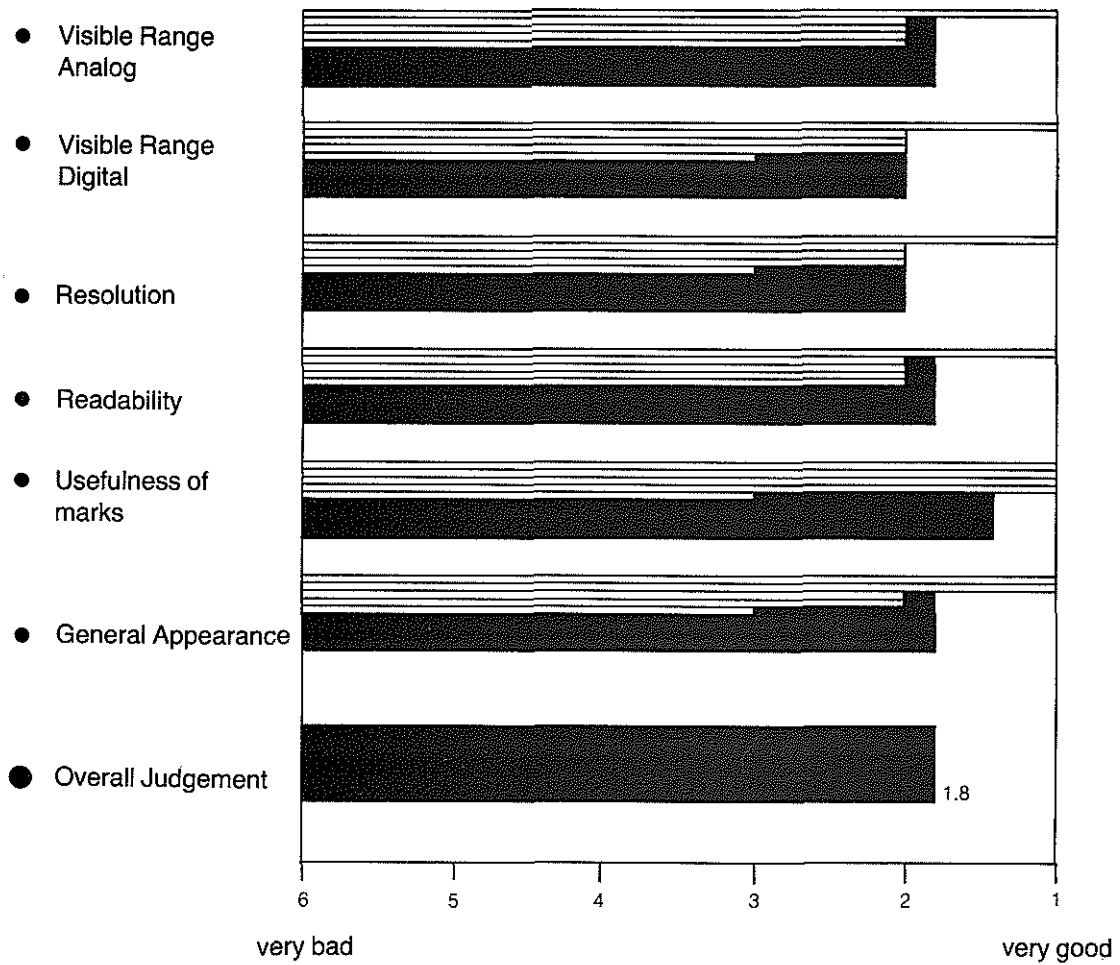 ● Visible Range
Analog
● Visible Range
Digital
● Resolution
● Readability
● Usefulness of
marks
● General Appearance
● Overall Judgement
1.8
6 5 4 3 2 1
very bad very good